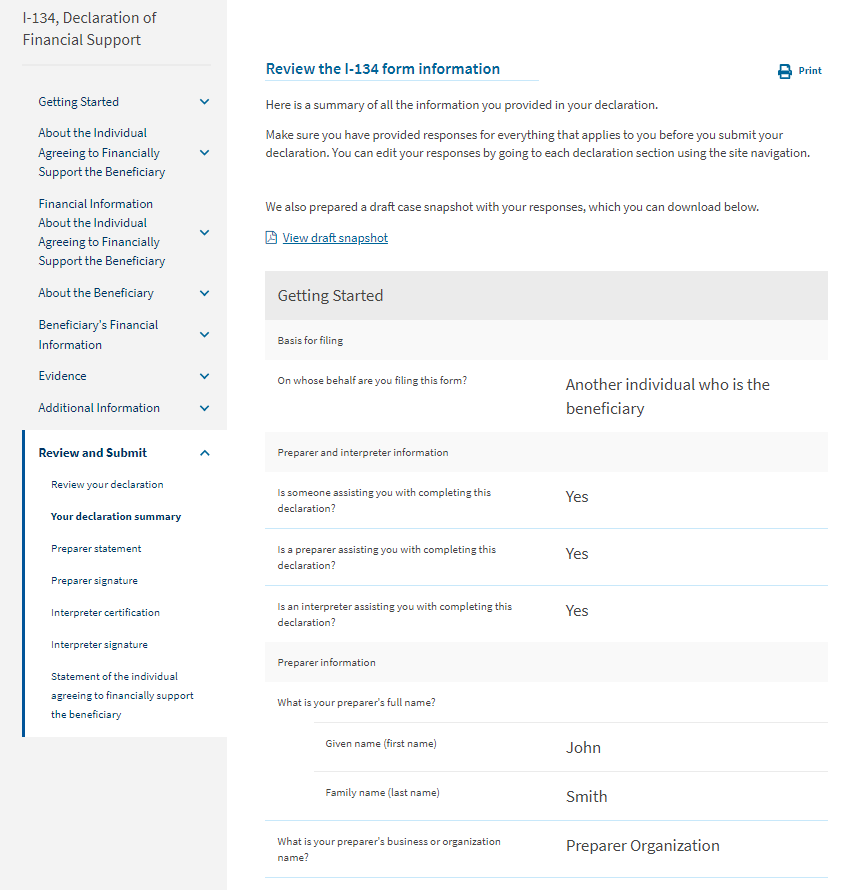 I-134, Declaration of
Financial Support
Getting Started
About the Individual
Agreeing to Financially
Support the Beneficiary
Financial Information
About the Individual
Agreeing to Financially
Support the Beneficiary
About the Beneficiary
Beneficiary's Financial
Information
Evidence
Additional Information
Review and Submit
Review your declaration
Your declaration summary
Preparer statement
Preparer signature
Interpreter certification
Interpreter signature
Statement of the individual
agreeing to financially support
the beneficiary
Review the I-134 form information
Print
Here is a summary of all the information you provided in your declaration.
Make sure you have provided responses for everything that applies to you before you submit your
declaration. You can edit your responses by going to each declaration section using the site navigation.
We also prepared a draft case snapshot with your responses, which you can download below.
View draft snapshot
Getting Started
Basis for filing
On whose behalf are you filing this form?
Another individual who is the
beneficiary
Preparer and interpreter information
Is someone assisting you with completing this
declaration?
Yes
Is a preparer assisting you with completing this
declaration?
Yes
Is an interpreter assisting you with completing this
declaration?
Yes
Preparer information
What is your preparer's full name?
Given name (first name)
John
Family name (last name)
Smith
What is your preparer's business or organization
name?
Preparer Organization